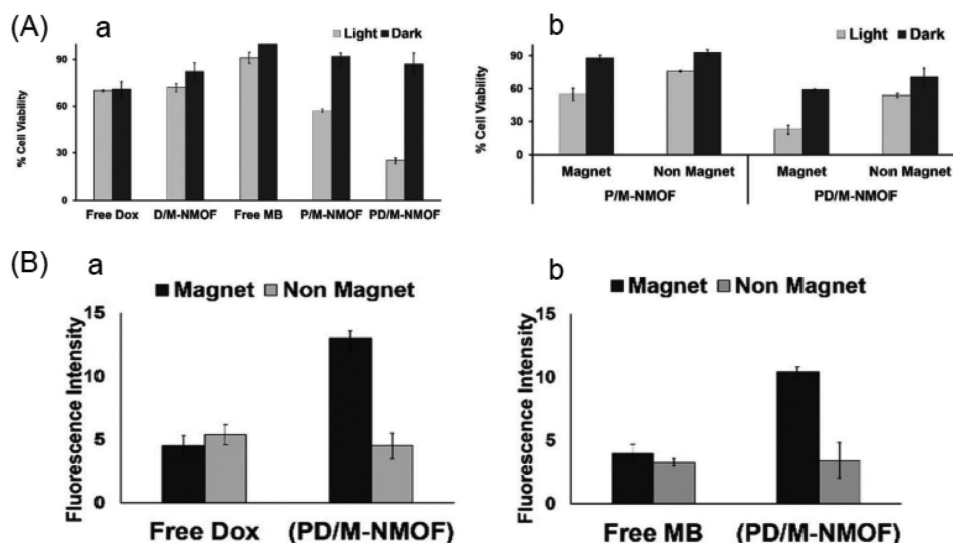 (A)
a
Light Dark
% Cell Viability
90
60
30
0
Free Dox D/M-NMOF Free MB P/M-NMOF PD/M-NMOF
b
Light Dark
% Cell Viability
90
60
30
0
Magnet Non Magnet Magnet Non Magnet
P/M-NMOF PD/M-NMOF
(B)
a
Magnet Non Magnet
Fluorescence Intensity
15
10
5
0
Free Dox (PD/M-NMOF)
b
Magnet Non Magnet
Fluorescence Intensity
15
10
5
0
Free MB (PD/M-NMOF)